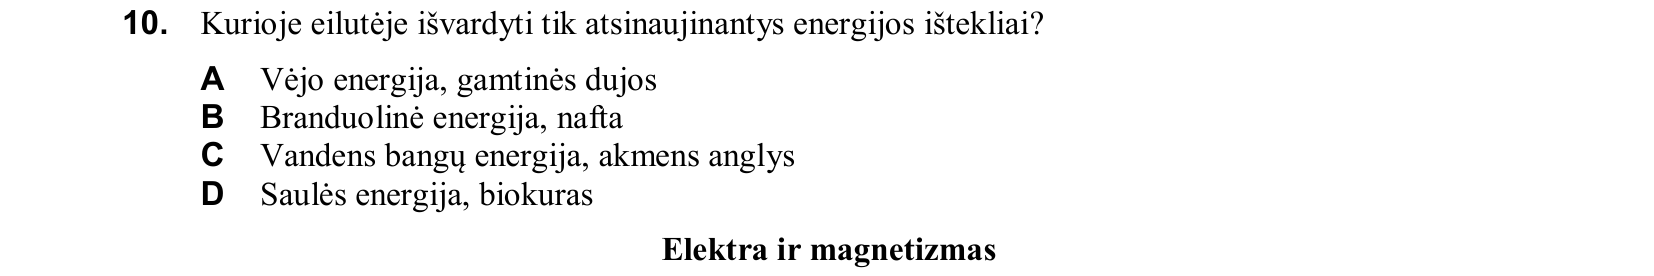 10. Kurioje eilutėje išvardyti tik atsinaujinantys energijos ištekliai?
A Vėjo energija, gamtinės dujos
B Branduolinė energija, nafta
C Vandens bangų energija, akmens anglys
D Saulės energija, biokuras
Elektra ir magnetizmas